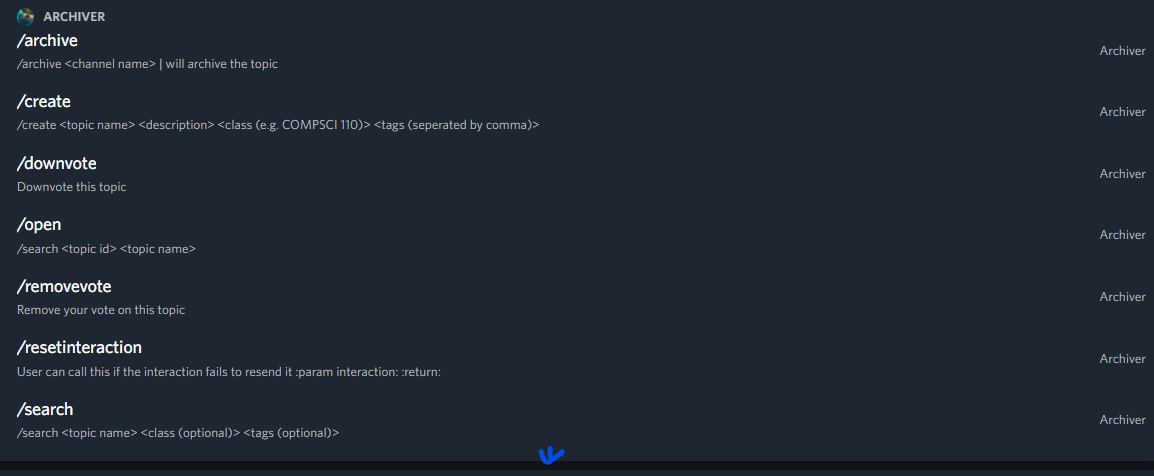 ARCHIVER
/archive
/archive <channel name> | will archive the topic
Archiver
/create
/create <topic name> <description> <class (e.g. COMPSCI 110)> <tags (seperated by comma)>
Archiver
/downvote
Downvote this topic
Archiver
/open
/search <topic id> <topic name>
Archiver
/removevote
Remove your vote on this topic
Archiver
/resetinteraction
User can call this if the interaction fails to resend it :param interaction: :return:
Archiver
/search
/search <topic name> <class (optional)> <tags (optional)>
Archiver